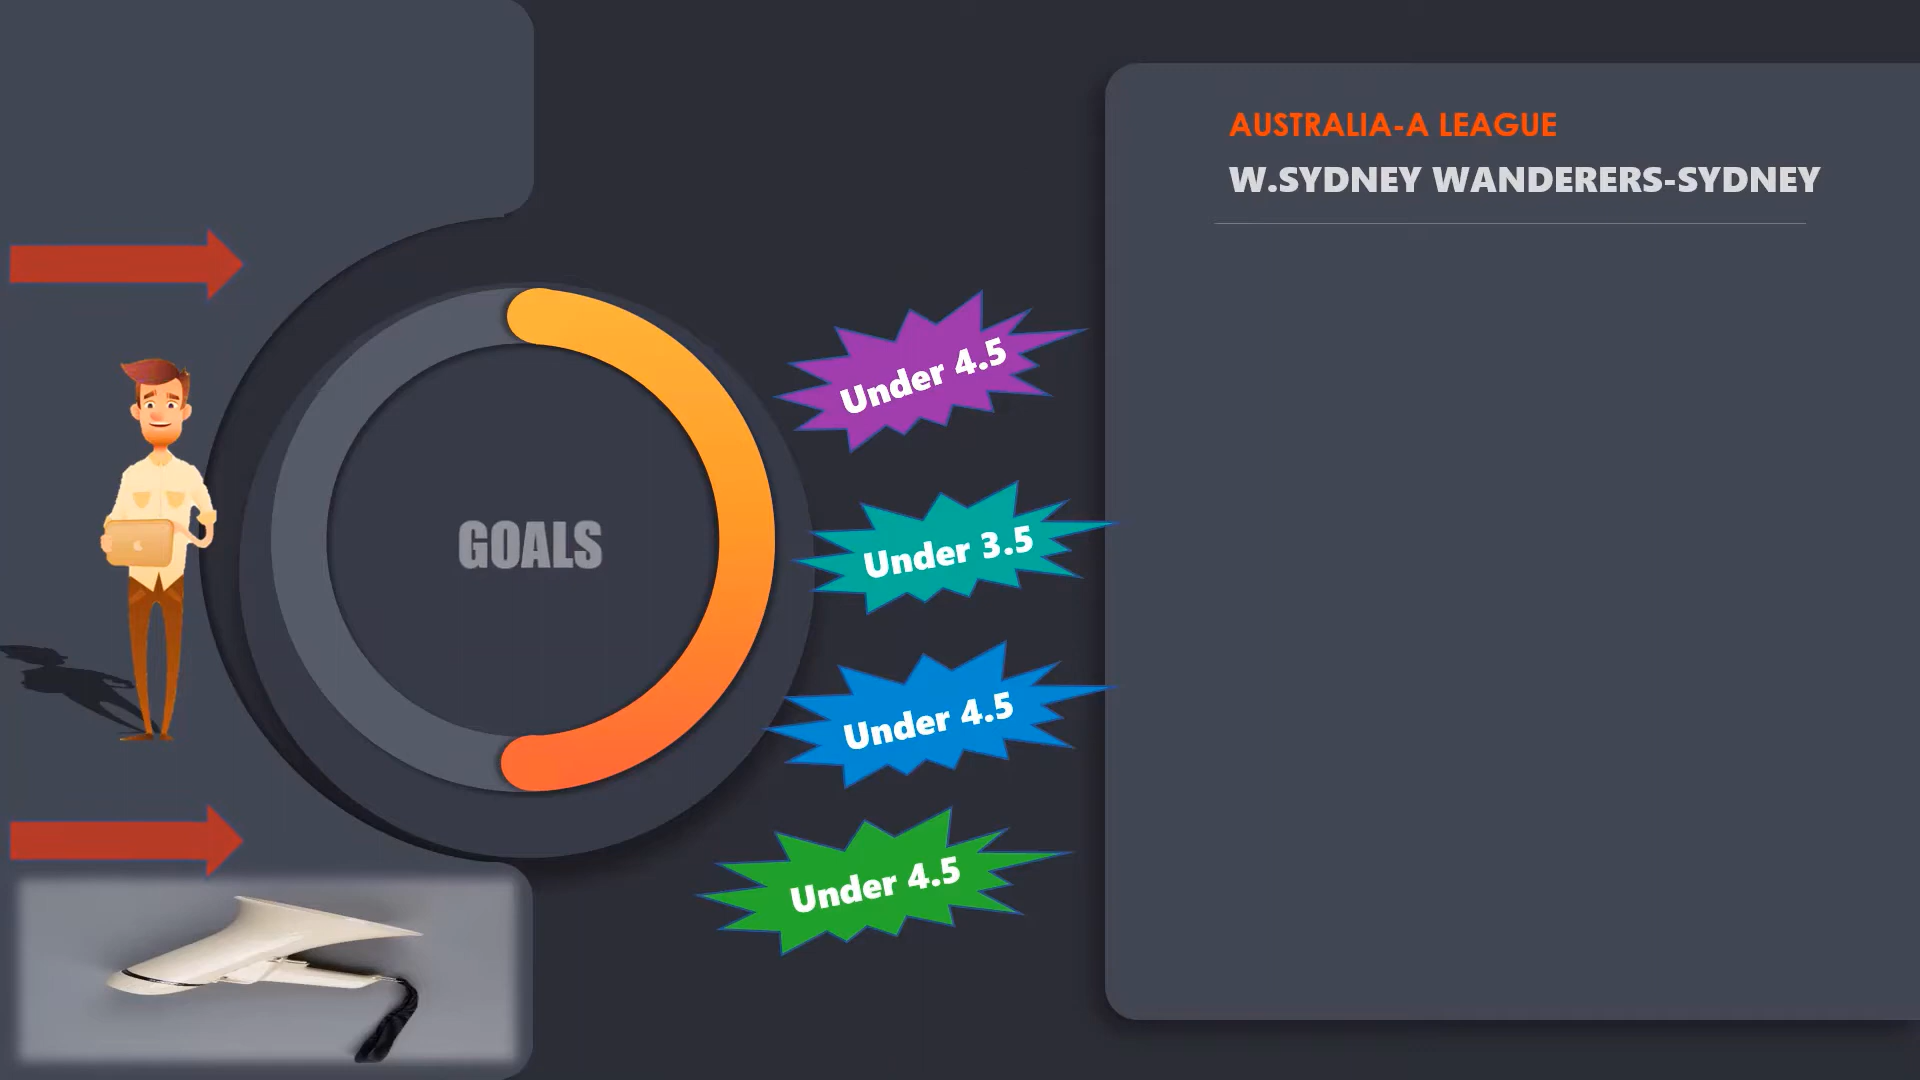 AUSTRALIA-A LEAGUE
W.SYDNEY WANDERERS-SYDNEY
GOALS
Under 4.5
Under 3.5
Under 4.5
Under 4.5